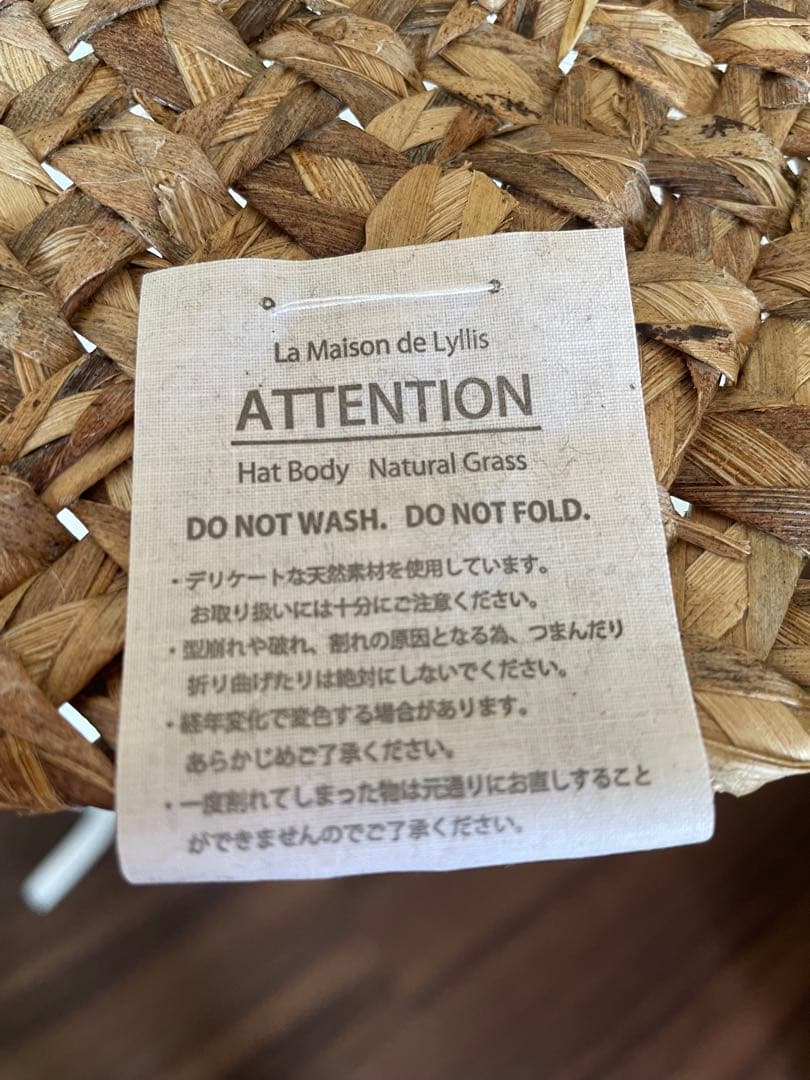 La Maison de Lyllis
ATTENTION
Hat Body Natural Grass
DO NOT WASH. DO NOT FOLD.
・デリケートな天然素材を使用しています。
お取り扱いには十分にご注意ください。
・型崩れや破れ、割れの原因となる為、つまんだり
折り曲げたりは絶対にしないでください。
・経年変化で変色する場合があります。
あらかじめご了承ください。
・一度割れてしまった物は元通りにお直しすること
ができませんのでご了承ください。